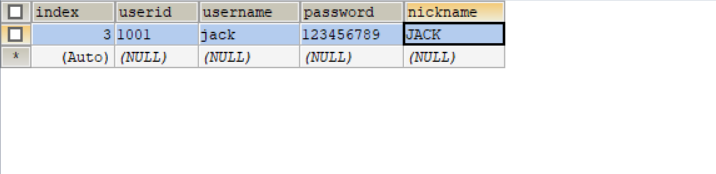 index userid username password nickname
3 1001 jack 123456789 JACK
* (Auto) (NULL) (NULL) (NULL) (NULL)